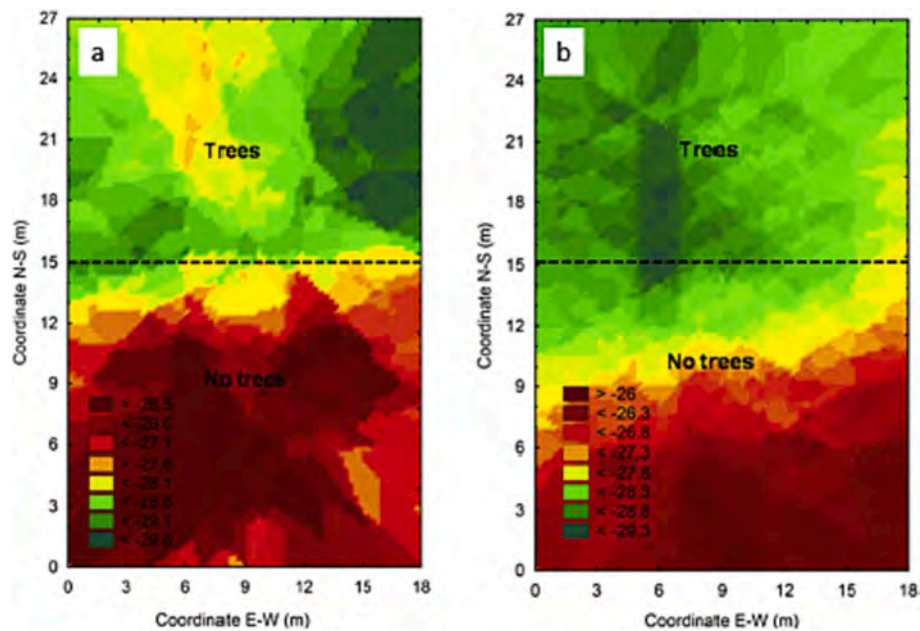 a
b
27
24
21
18
15
12
9
6
3
0
Coordinate N-S (m)
Trees
No trees
> -26.5
< -27.1
< -28.1
< -29.1
0 3 6 9 12 15 18
Coordinate E-W (m)
27
24
21
18
15
12
9
6
3
0
Coordinate N-S (m)
Trees
No trees
> -26
< -26.3
< -26.8
< -27.3
< -27.8
< -28.3
< -28.8
< -29.3
0 3 6 9 12 15 18
Coordinate E-W (m)